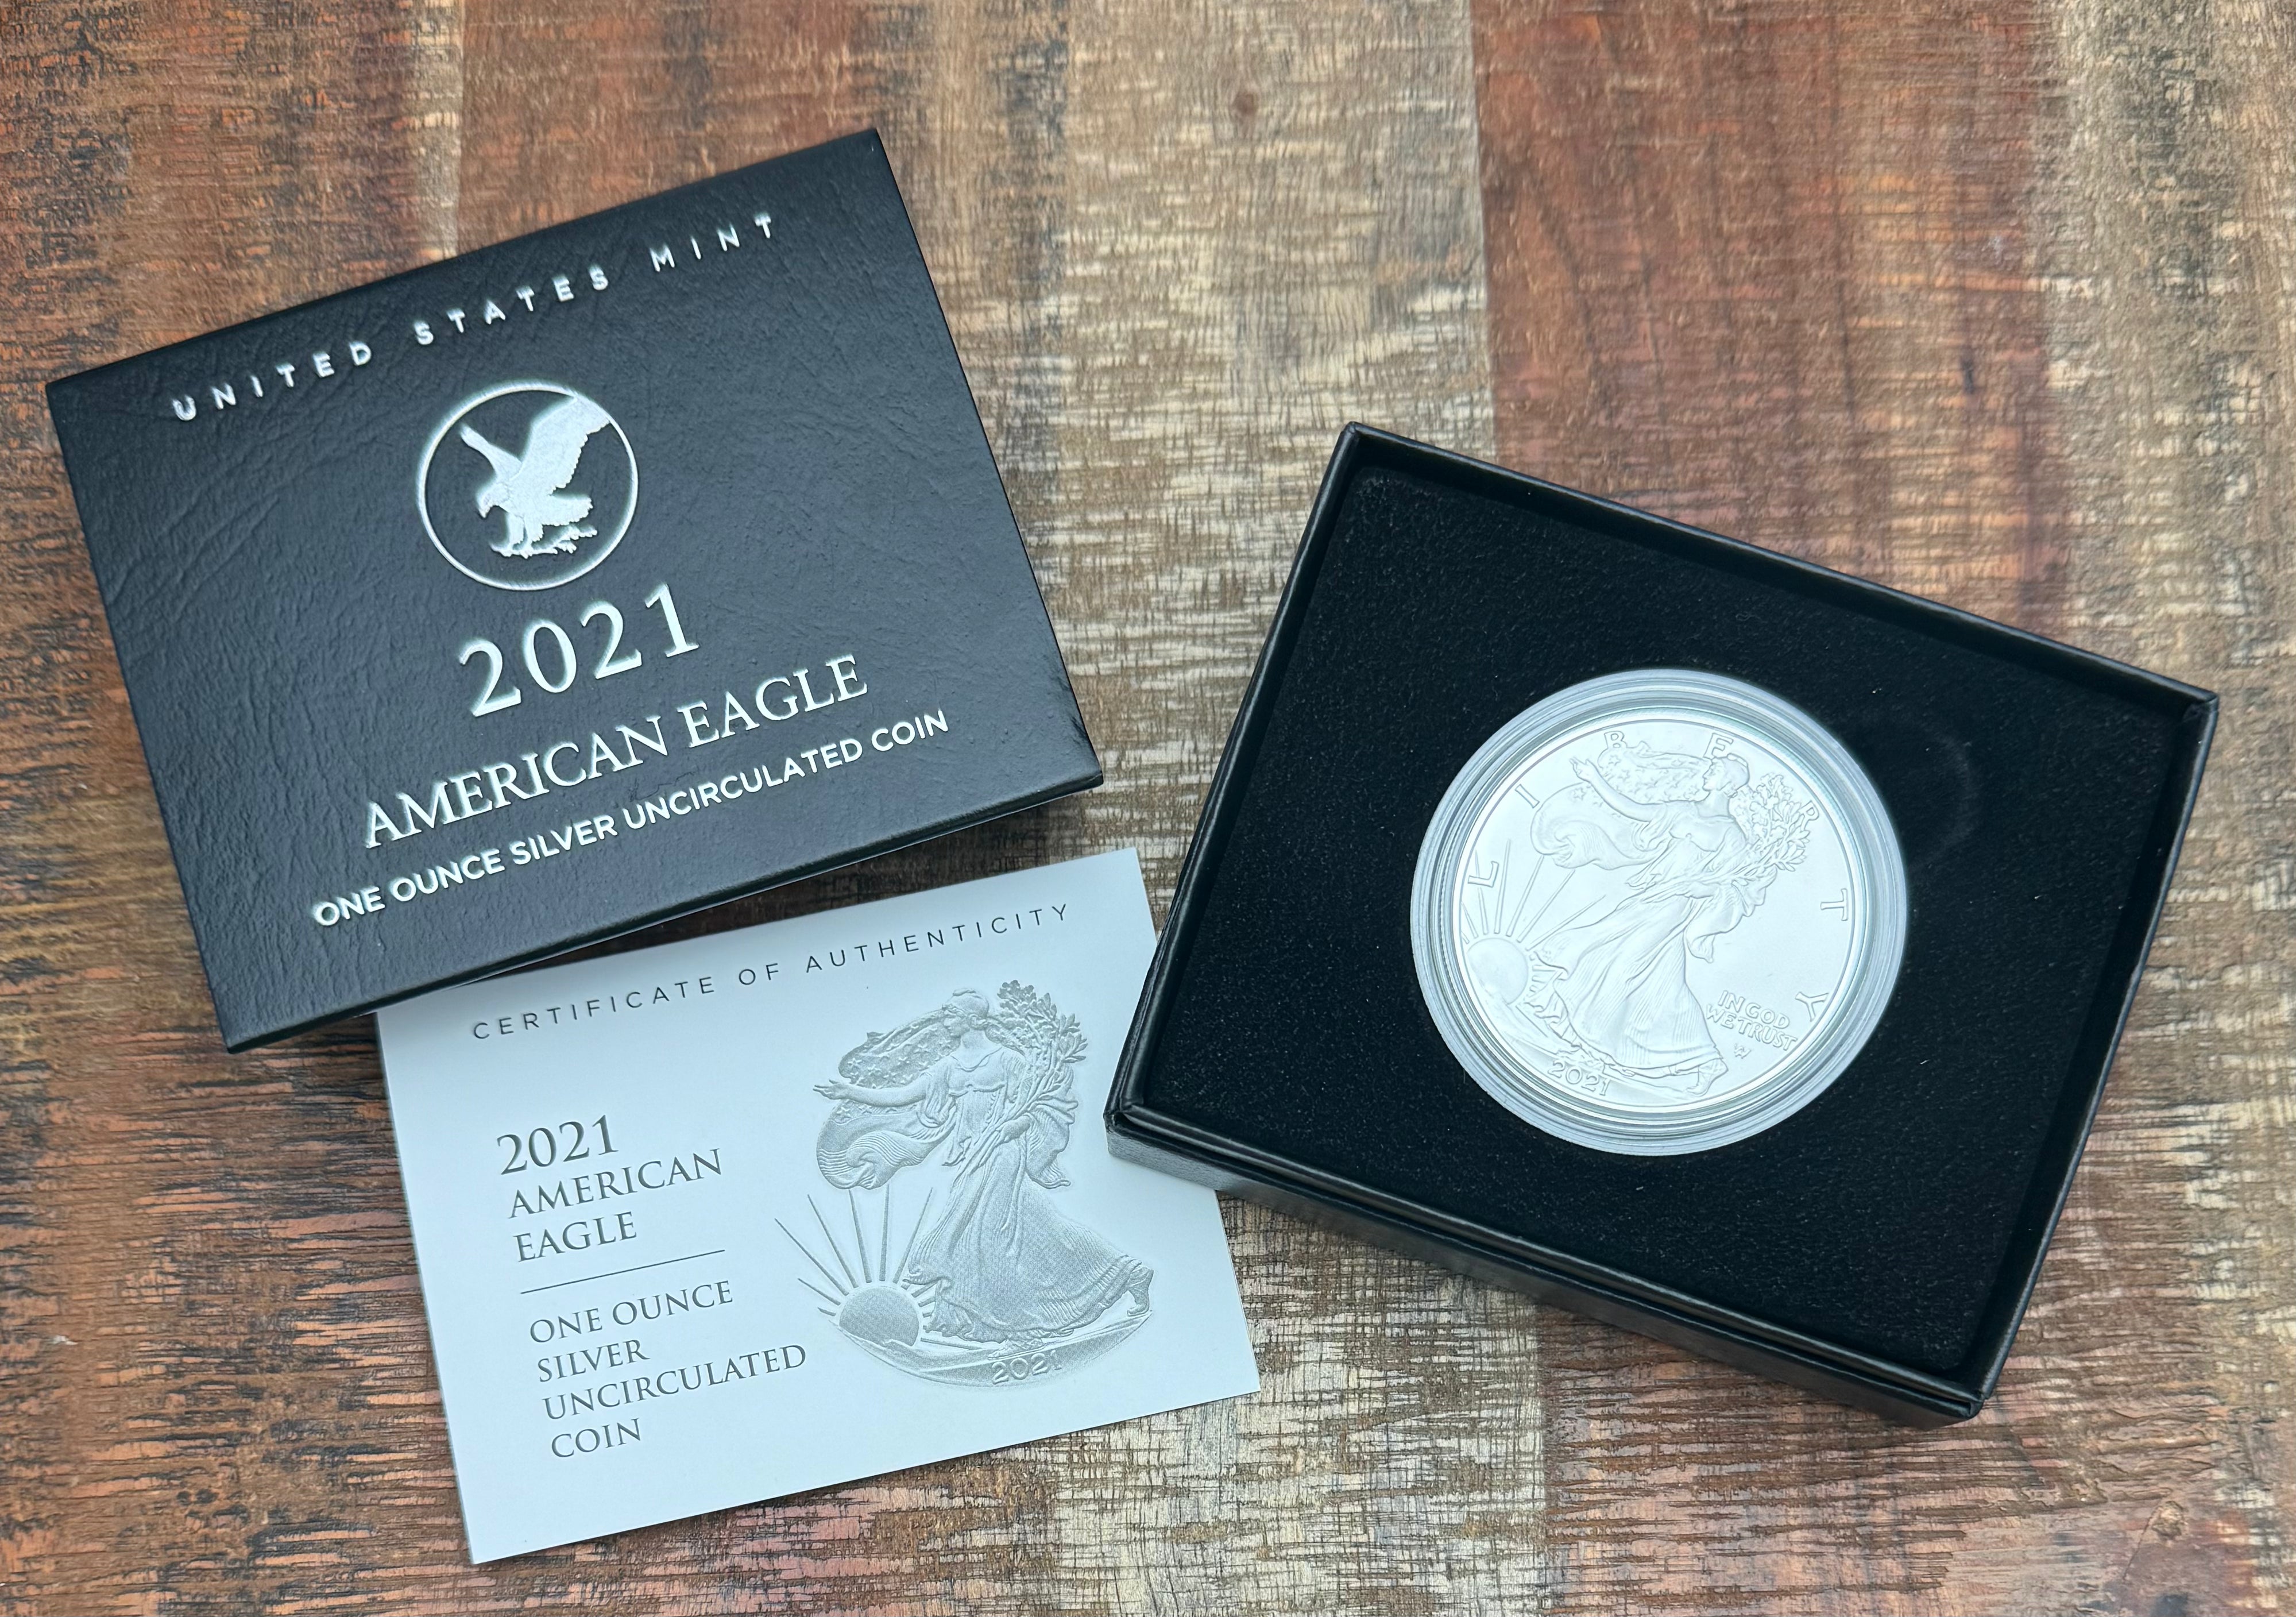 UNITED STATES MINT
2021
AMERICAN EAGLE
ONE OUNCE SILVER UNCIRCULATED COIN
CERTIFICATE OF AUTHENTICITY
2021
AMERICAN
EAGLE
ONE OUNCE
SILVER
UNCIRCULATED
COIN
2021
LIBERTY
IN GOD
WE TRUST
2021